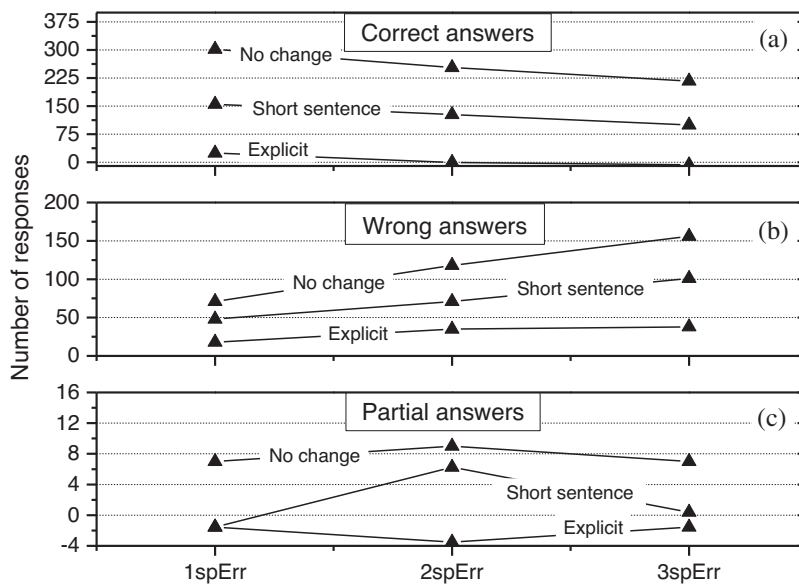 Number of responses
375
300
225
150
75
0
Correct answers
(a)
No change
Short sentence
Explicit
200
150
100
50
0
Wrong answers
(b)
No change
Short sentence
Explicit
16
12
8
4
0
-4
Partial answers
(c)
No change
Short sentence
Explicit
1spErr 2spErr 3spErr